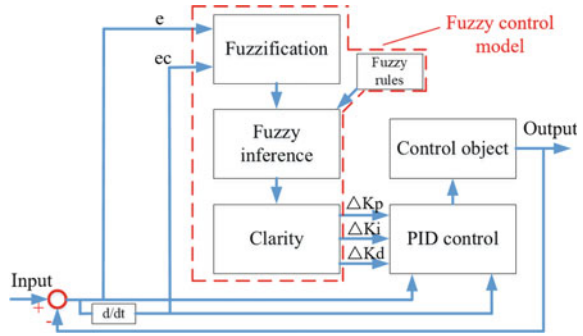 e
Fuzzification
Fuzzy control
model
ec
Fuzzy
rules
Fuzzy
inference
Control object
Output
Clarity
△Kp
△Ki
△Kd
PID control
Input
+
-
d/dt